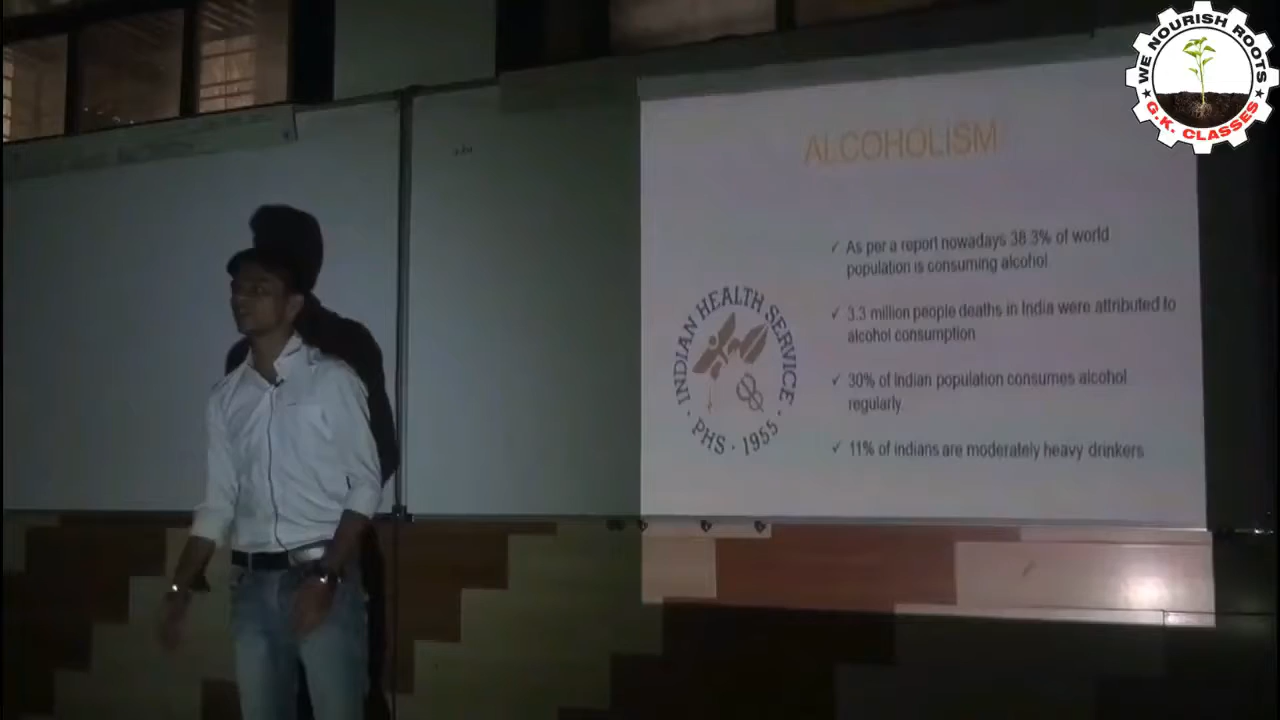 WE NOURISH ROOTS
G.K. CLASSES
ALCOHOLISM
✓ As per a report nowadays 38.3% of world
population is consuming alcohol.
✓ 3.3 million people deaths in India were attributed to
alcohol consumption
✓ 30% of Indian population consumes alcohol
regularly.
✓ 11% of indians are moderately heavy drinkers
INDIAN HEALTH SERVICE
· PHS · 1955 ·